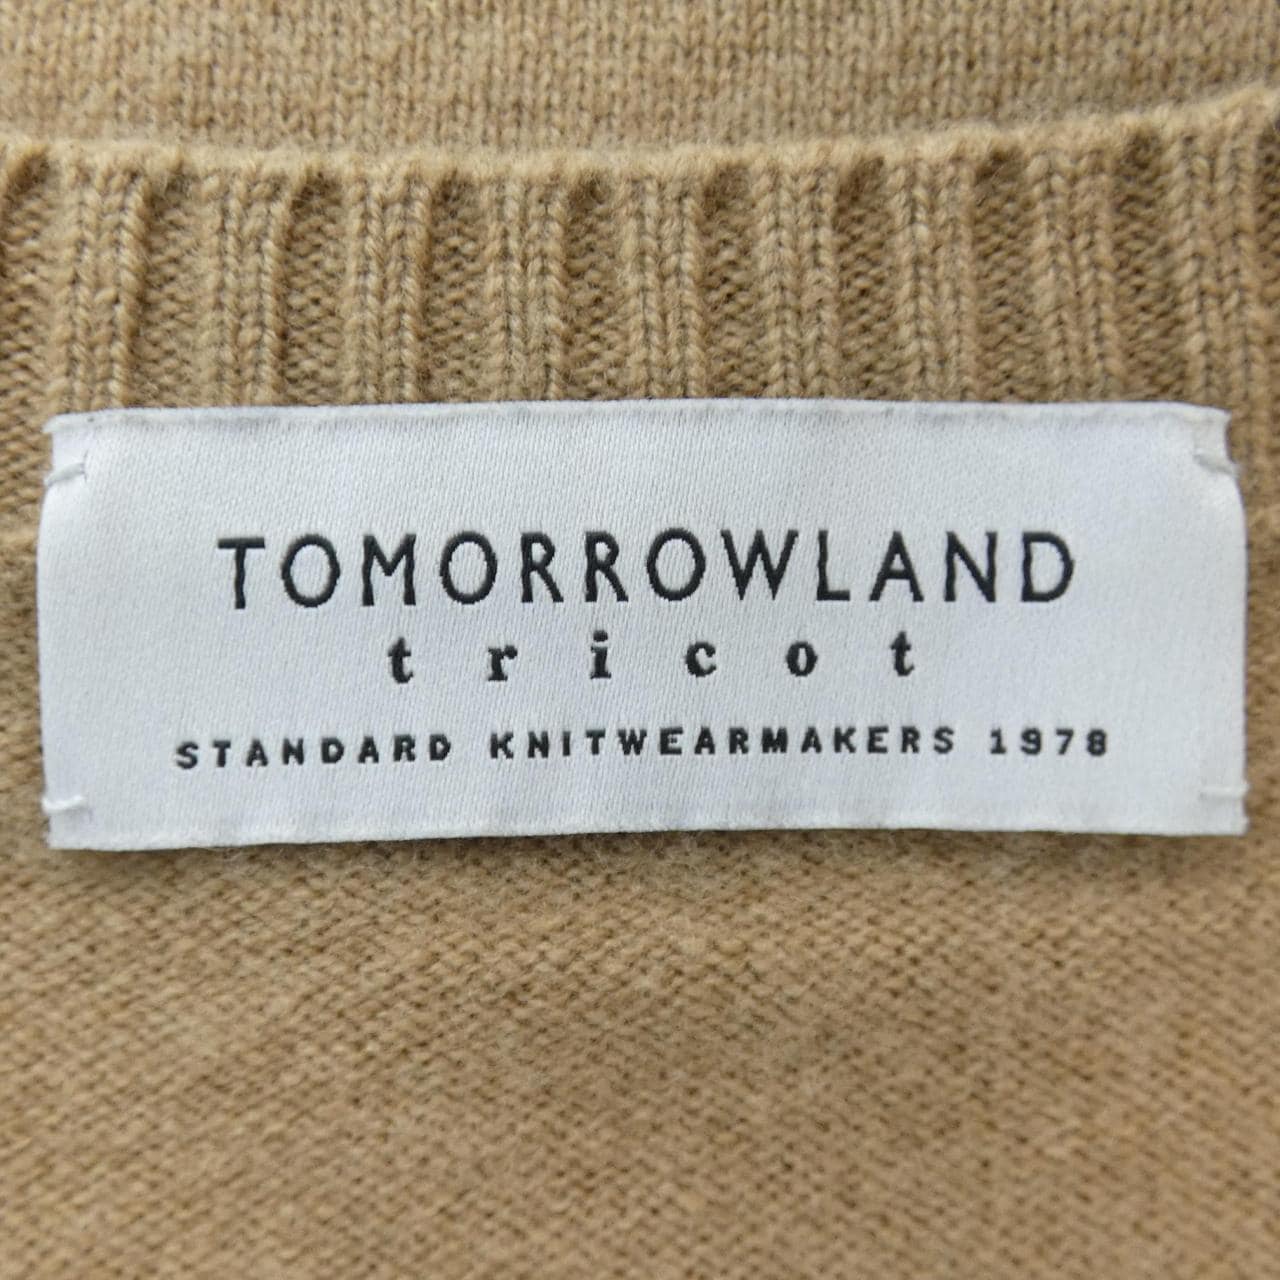 TOMORROWLAND
tricot
STANDARD KNITWEARMAKERS 1978